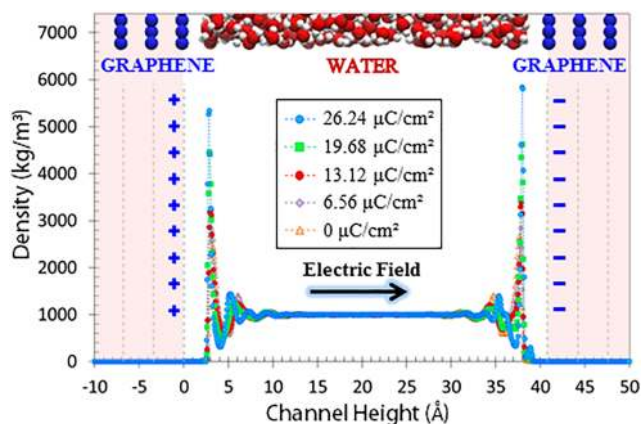 7000
6000
5000
4000
3000
2000
1000
0
Density (kg/m³)
GRAPHENE
WATER
GRAPHENE
26.24 μC/cm²
19.68 μC/cm²
13.12 μC/cm²
6.56 μC/cm²
0 μC/cm²
+
+
+
+
+
+
+
+
+
−
−
−
−
−
−
−
−
−
Electric Field
-10 -5 0 5 10 15 20 25 30 35 40 45 50
Channel Height (Å)